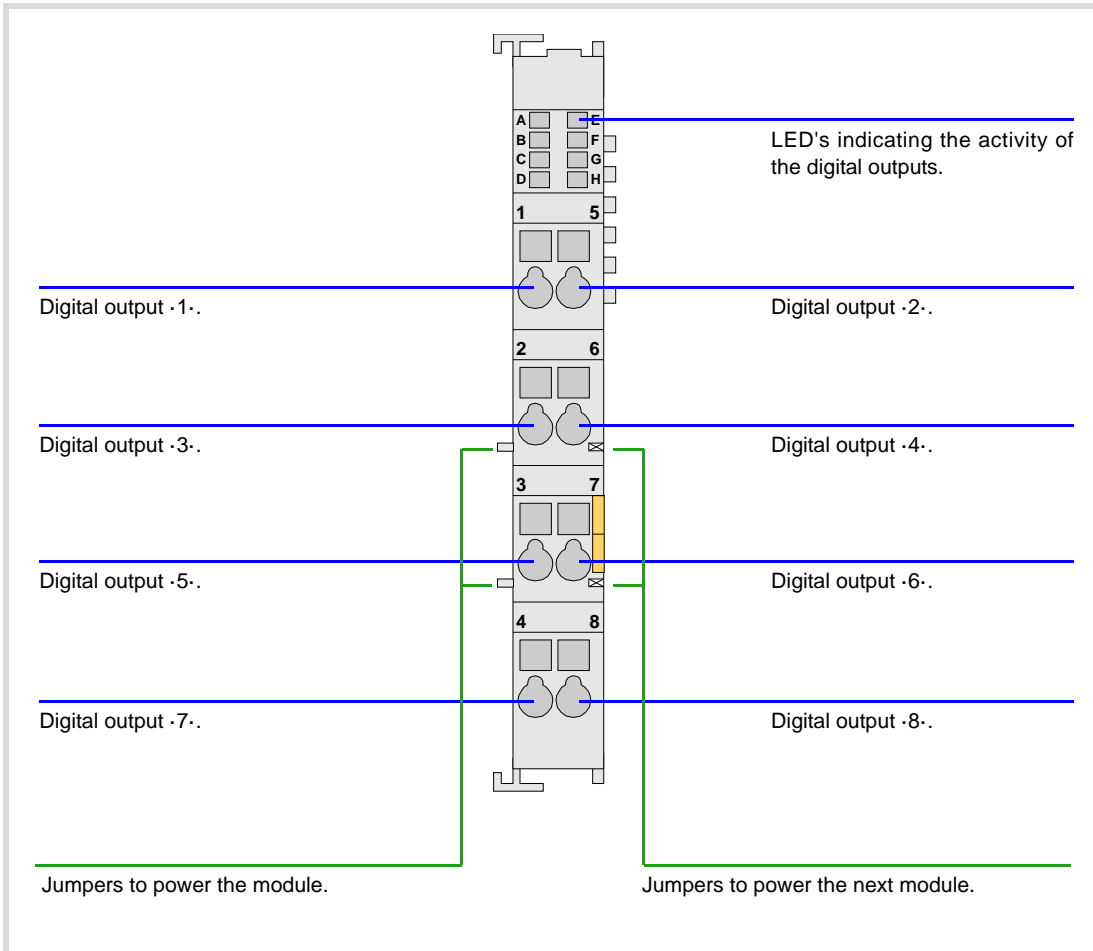 A E
B F
C G
D H
LED's indicating the activity of
the digital outputs.
1 5
Digital output ·1·.
Digital output ·2·.
2 6
Digital output ·3·.
Digital output ·4·.
3 7
Digital output ·5·.
Digital output ·6·.
4 8
Digital output ·7·.
Digital output ·8·.
Jumpers to power the module.
Jumpers to power the next module.